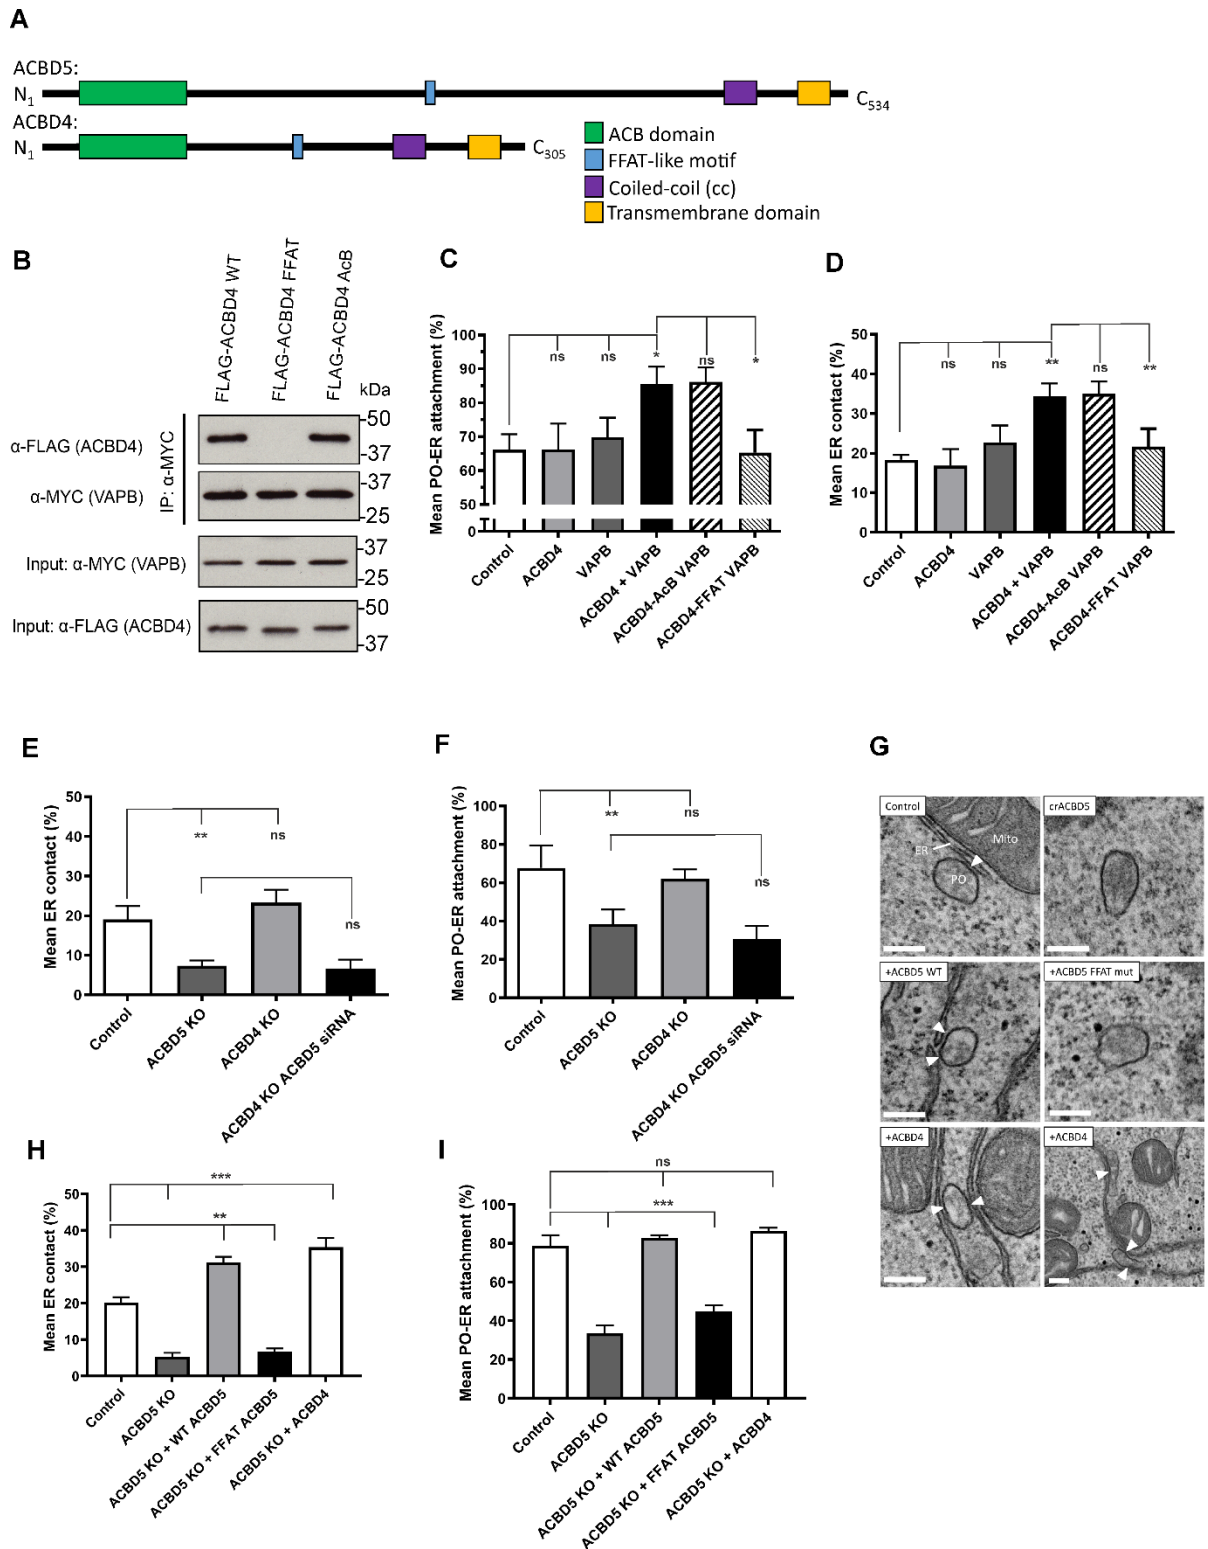 A
ACBD5:
N1 C534
ACBD4:
N1 C305
ACB domain
FFAT-like motif
Coiled-coil (cc)
Transmembrane domain
B
FLAG-ACBD4 WT
FLAG-ACBD4 FFAT
FLAG-ACBD4 AcB
kDa
α-FLAG (ACBD4)
-50
-37
α-MYC (VAPB)
-37
-25
IP: α-MYC
Input: α-MYC (VAPB)
-37
-25
Input: α-FLAG (ACBD4)
-50
-37
C
Mean PO-ER attachment (%)
100
90
80
70
60
50
0
ns ns * ns *
Control
ACBD4
VAPB
ACBD4 + VAPB
ACBD4-AcB VAPB
ACBD4-FFAT VAPB
D
Mean ER contact (%)
50
40
30
20
10
0
ns ns ** ns **
Control
ACBD4
VAPB
ACBD4 + VAPB
ACBD4-AcB VAPB
ACBD4-FFAT VAPB
E
Mean ER contact (%)
50
40
30
20
10
0
** ns
ns
Control
ACBD5 KO
ACBD4 KO
ACBD4 KO ACBD5 siRNA
F
Mean PO-ER attachment (%)
100
80
60
40
20
0
** ns
ns
Control
ACBD5 KO
ACBD4 KO
ACBD4 KO ACBD5 siRNA
G
Control
ER
Mito
PO
crACBD5
+ACBD5 WT
+ACBD5 FFAT mut
+ACBD4
+ACBD4
H
Mean ER contact (%)
50
40
30
20
10
0
***
**
Control
ACBD5 KO
ACBD5 KO + WT ACBD5
ACBD5 KO + FFAT ACBD5
ACBD5 KO + ACBD4
I
Mean PO-ER attachment (%)
100
80
60
40
20
0
ns
***
Control
ACBD5 KO
ACBD5 KO + WT ACBD5
ACBD5 KO + FFAT ACBD5
ACBD5 KO + ACBD4